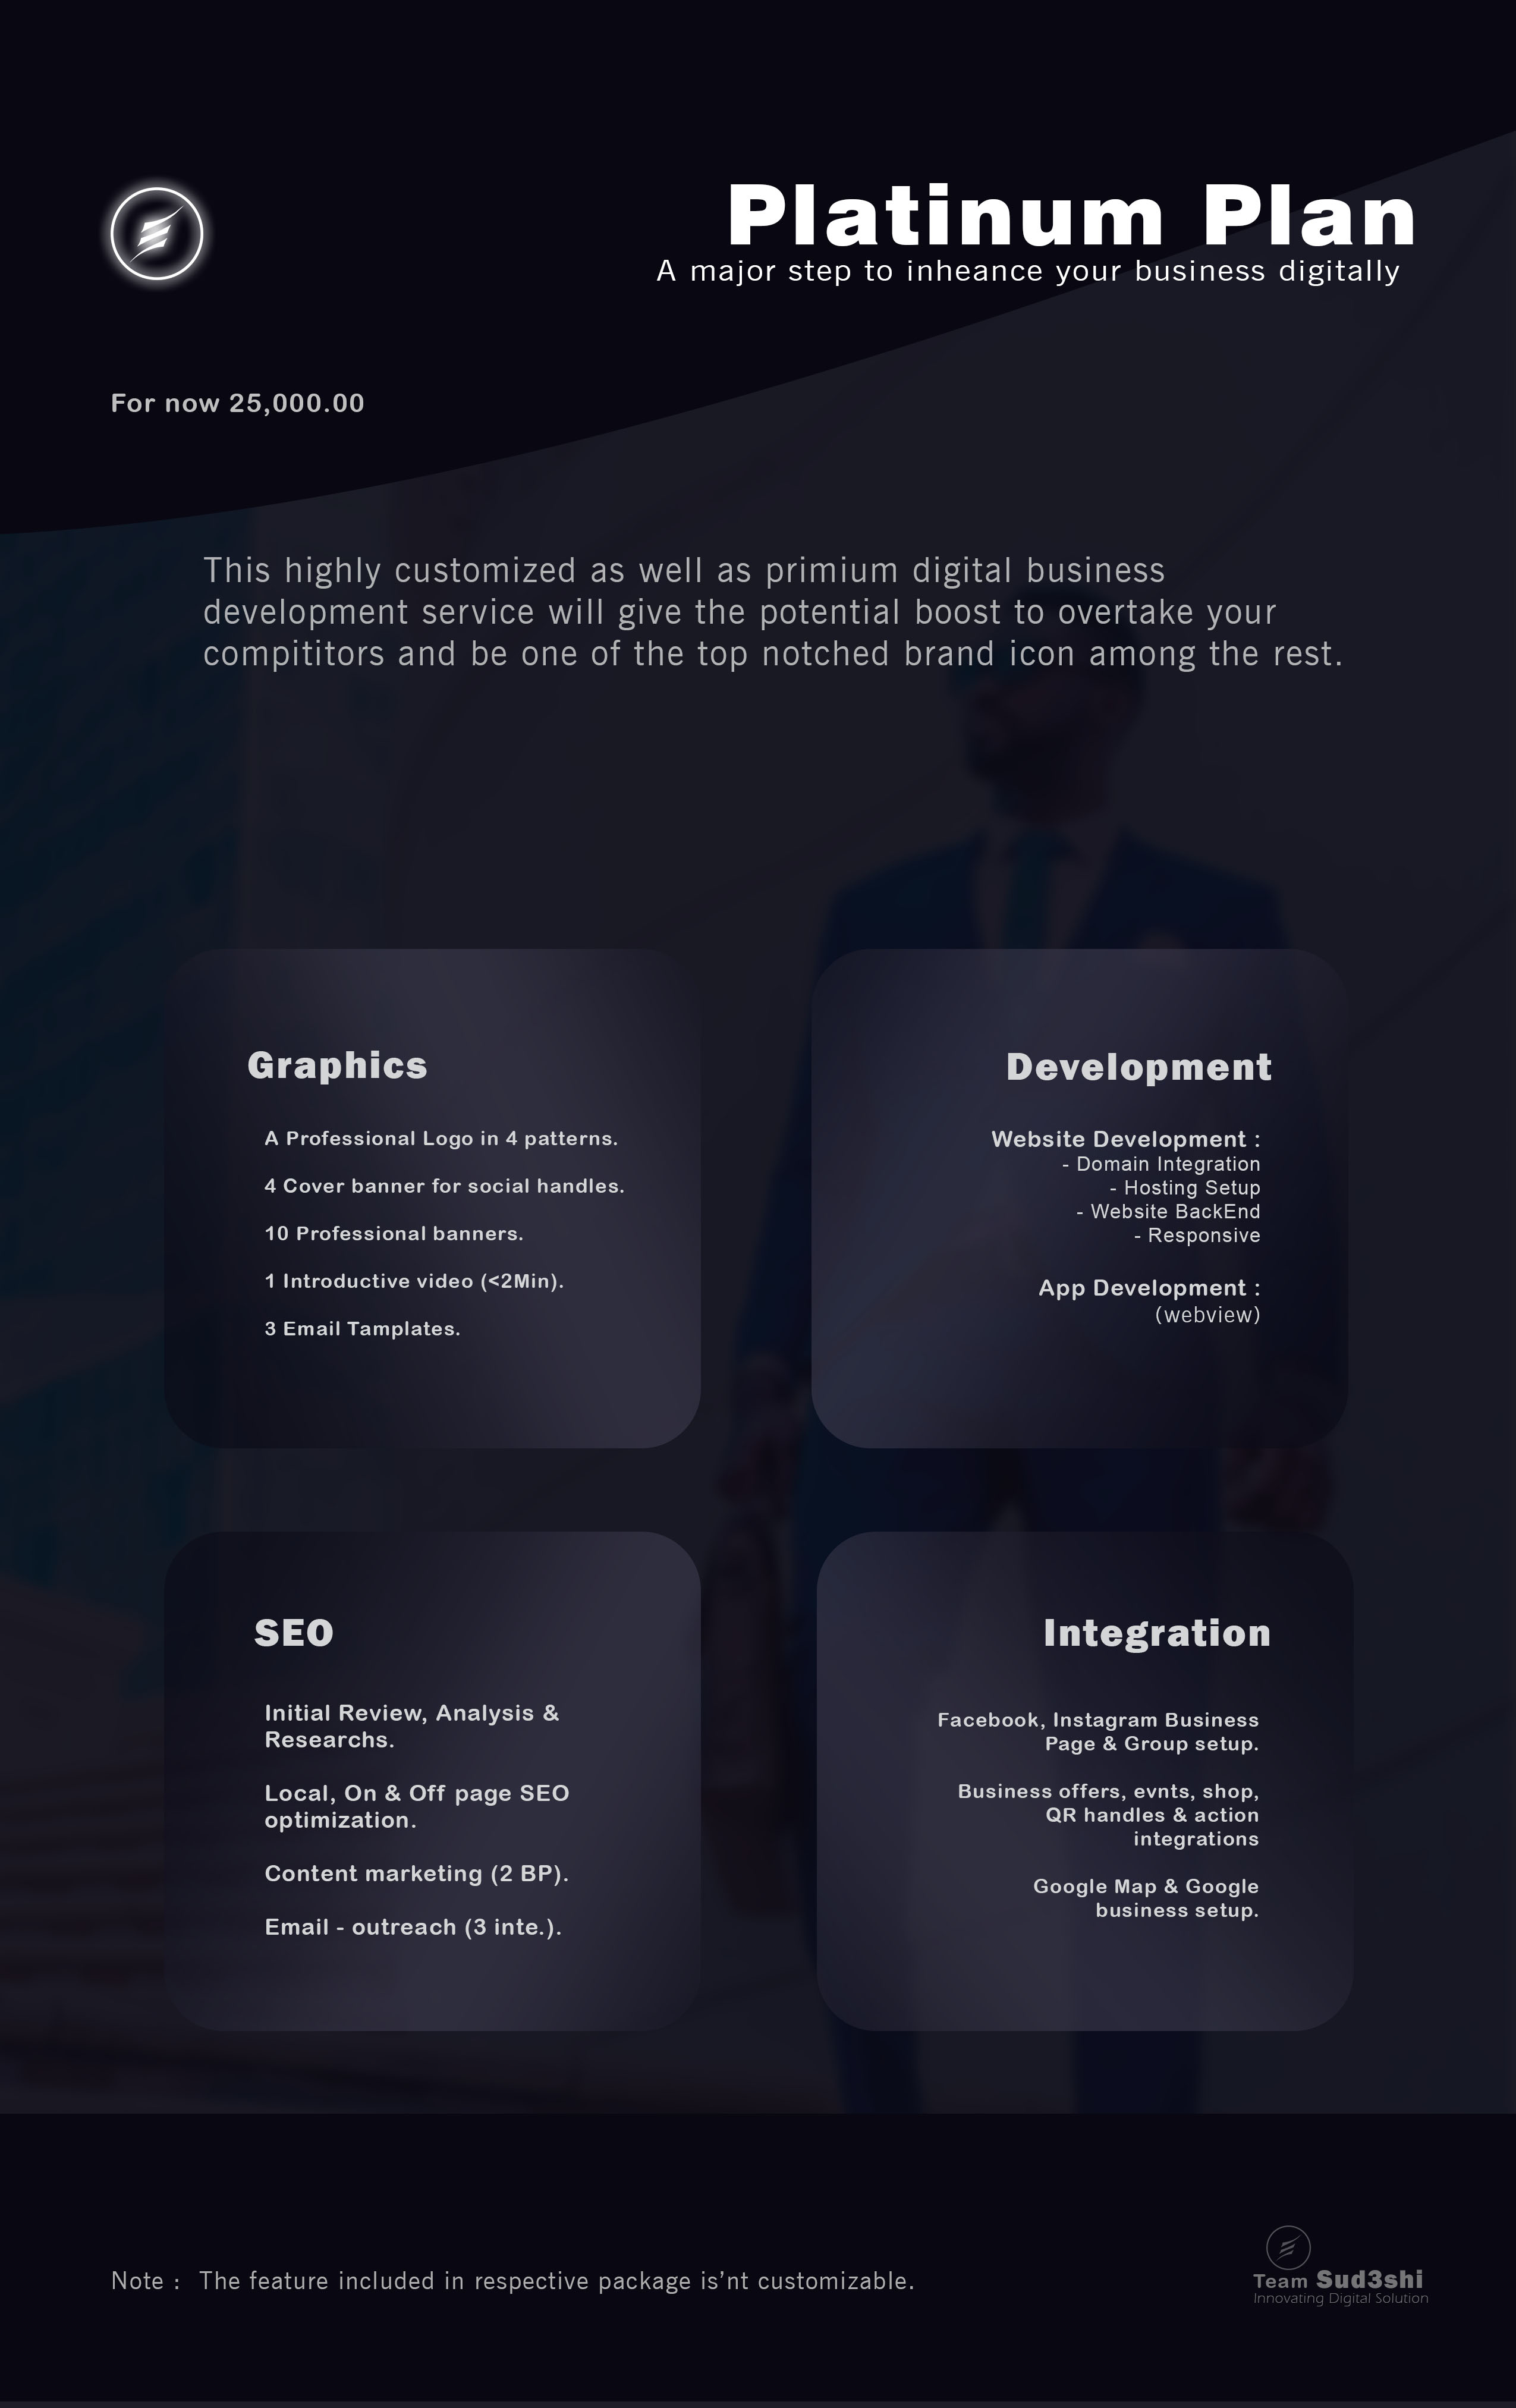 Platinum Plan
A major step to inheance your business digitally
For now 25,000.00
This highly customized as well as primium digital business
development service will give the potential boost to overtake your
compititors and be one of the top notched brand icon among the rest.
Graphics
A Professional Logo in 4 patterns.
4 Cover banner for social handles.
10 Professional banners.
1 Introductive video (<2Min).
3 Email Tamplates.
Development
Website Development :
- Domain Integration
- Hosting Setup
- Website BackEnd
- Responsive
App Development :
(webview)
SEO
Initial Review, Analysis &
Researchs.
Local, On & Off page SEO
optimization.
Content marketing (2 BP).
Email - outreach (3 inte.).
Integration
Facebook, Instagram Business
Page & Group setup.
Business offers, evnts, shop,
QR handles & action
integrations
Google Map & Google
business setup.
Note : The feature included in respective package is’nt customizable.
Team Sud3shi
Innovating Digital Solution